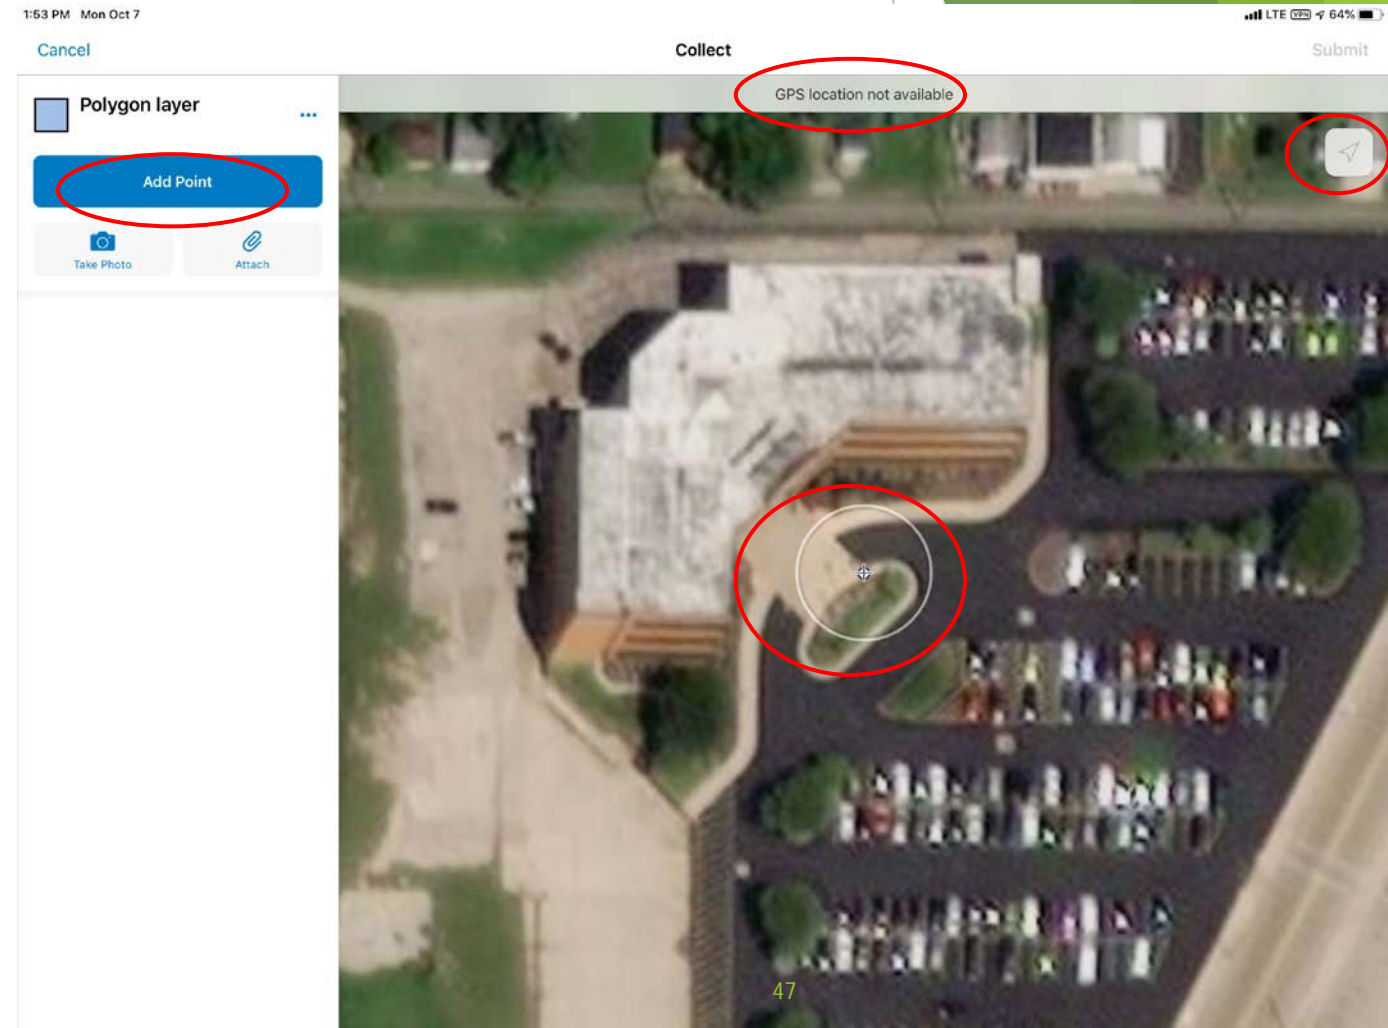 1:53 PM Mon Oct 7
LTE VPN 64%
Cancel
Collect
Submit
Polygon layer
GPS location not available
Add Point
Take Photo
Attach
47